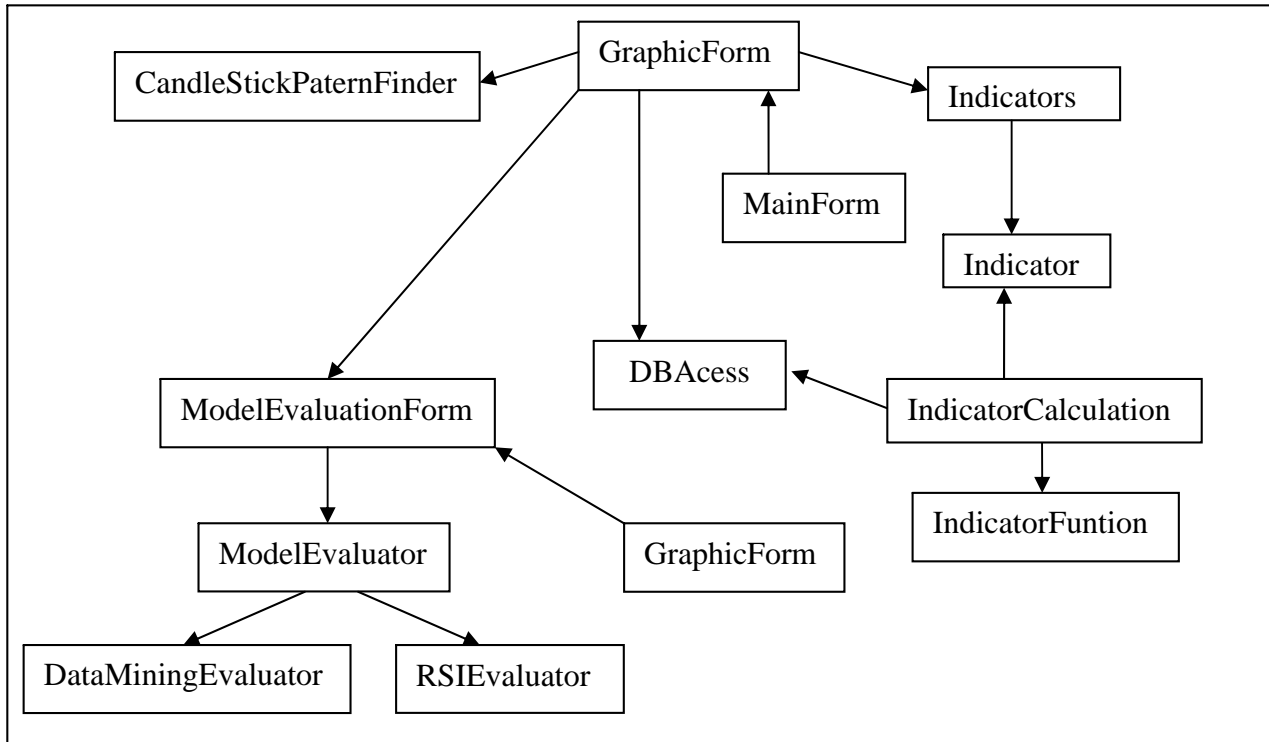 GraphicForm
CandleStickPaternFinder
Indicators
MainForm
Indicator
DBAcess
ModelEvaluationForm
IndicatorCalculation
IndicatorFuntion
ModelEvaluator
GraphicForm
DataMiningEvaluator
RSIEvaluator